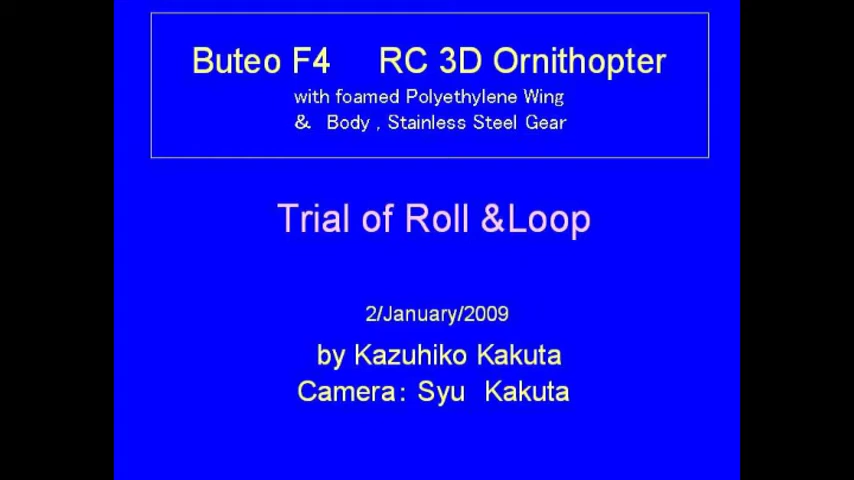 Buteo F4 RC 3D Ornithopter
with foamed Polyethylene Wing
& Body , Stainless Steel Gear
Trial of Roll &Loop
2/January/2009
by Kazuhiko Kakuta
Camera： Syu Kakuta